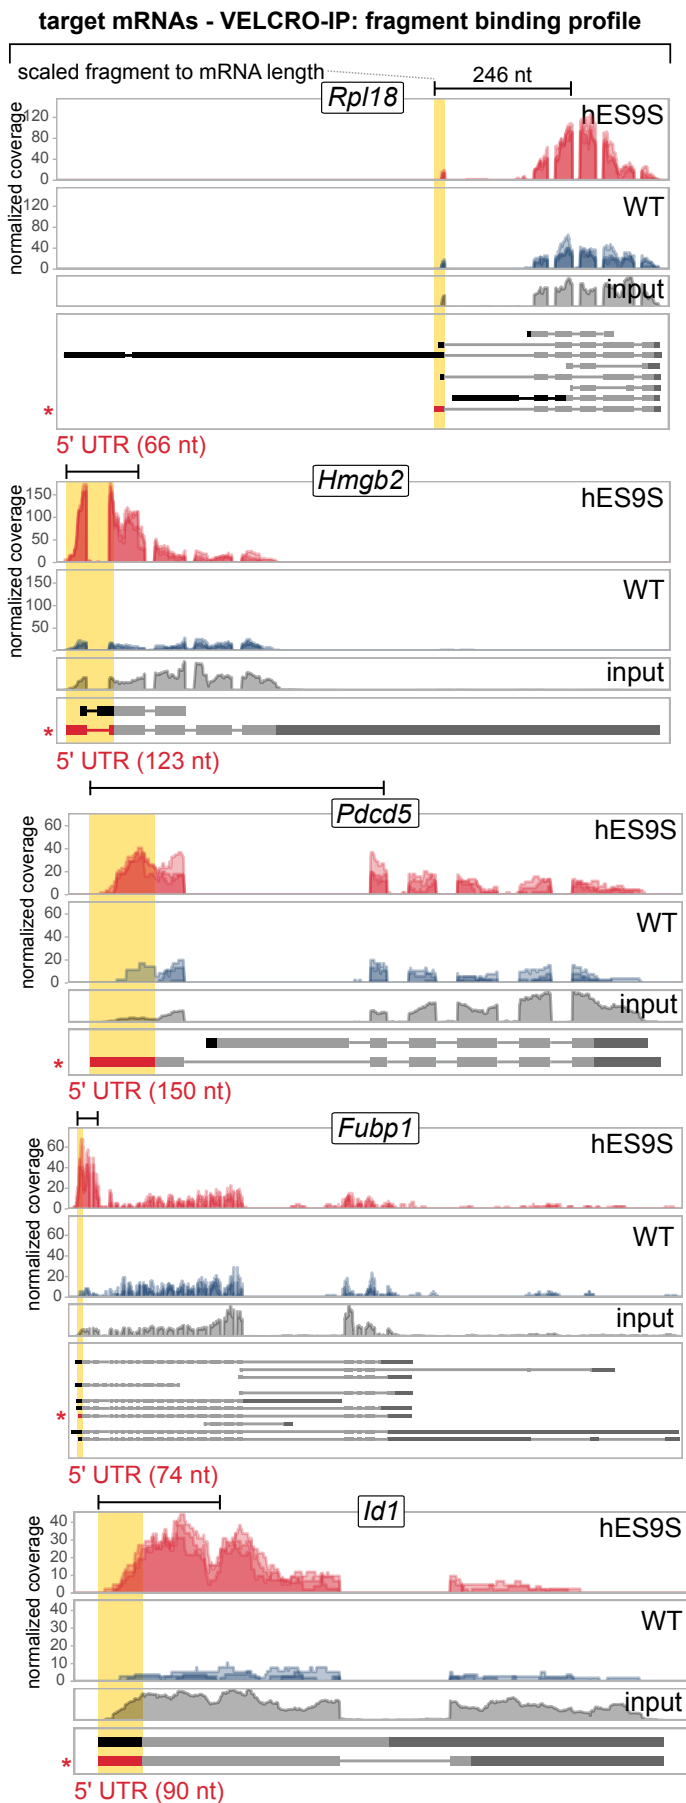 target mRNAs - VELCRO-IP: fragment binding profile
scaled fragment to mRNA length
246 nt
Rpl18
normalized coverage
120
80
40
0
hES9S
120
80
40
0
WT
input
*
5' UTR (66 nt)
Hmgb2
normalized coverage
150
100
50
0
hES9S
150
100
50
WT
input
*
5' UTR (123 nt)
Pdcd5
normalized coverage
60
40
20
0
hES9S
60
40
20
0
WT
input
*
5' UTR (150 nt)
Fubp1
normalized coverage
60
40
20
0
hES9S
60
40
20
0
WT
input
*
5' UTR (74 nt)
Id1
normalized coverage
40
30
20
10
0
hES9S
40
30
20
10
0
WT
input
*
5' UTR (90 nt)